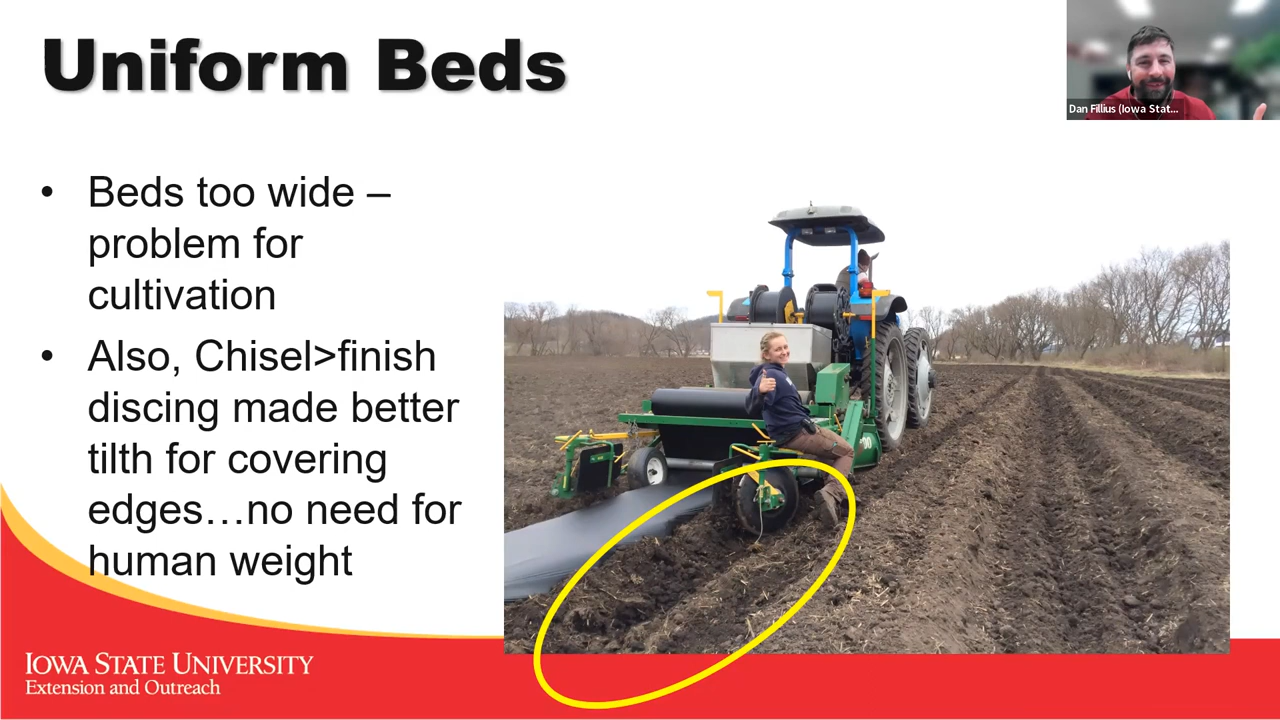 Uniform Beds
Dan Fillius (Iowa Stat...
• Beds too wide –
problem for
cultivation
• Also, Chisel>finish
discing made better
tilth for covering
edges…no need for
human weight
IOWA STATE UNIVERSITY
Extension and Outreach